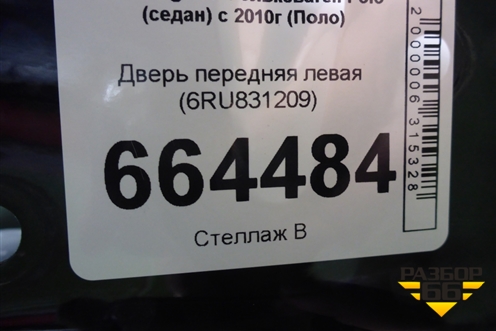 (седан) с 2010г (Поло)
Дверь передняя левая
(6RU831209)
664484
Стеллаж В
2000006315328
РАЗБОР
66